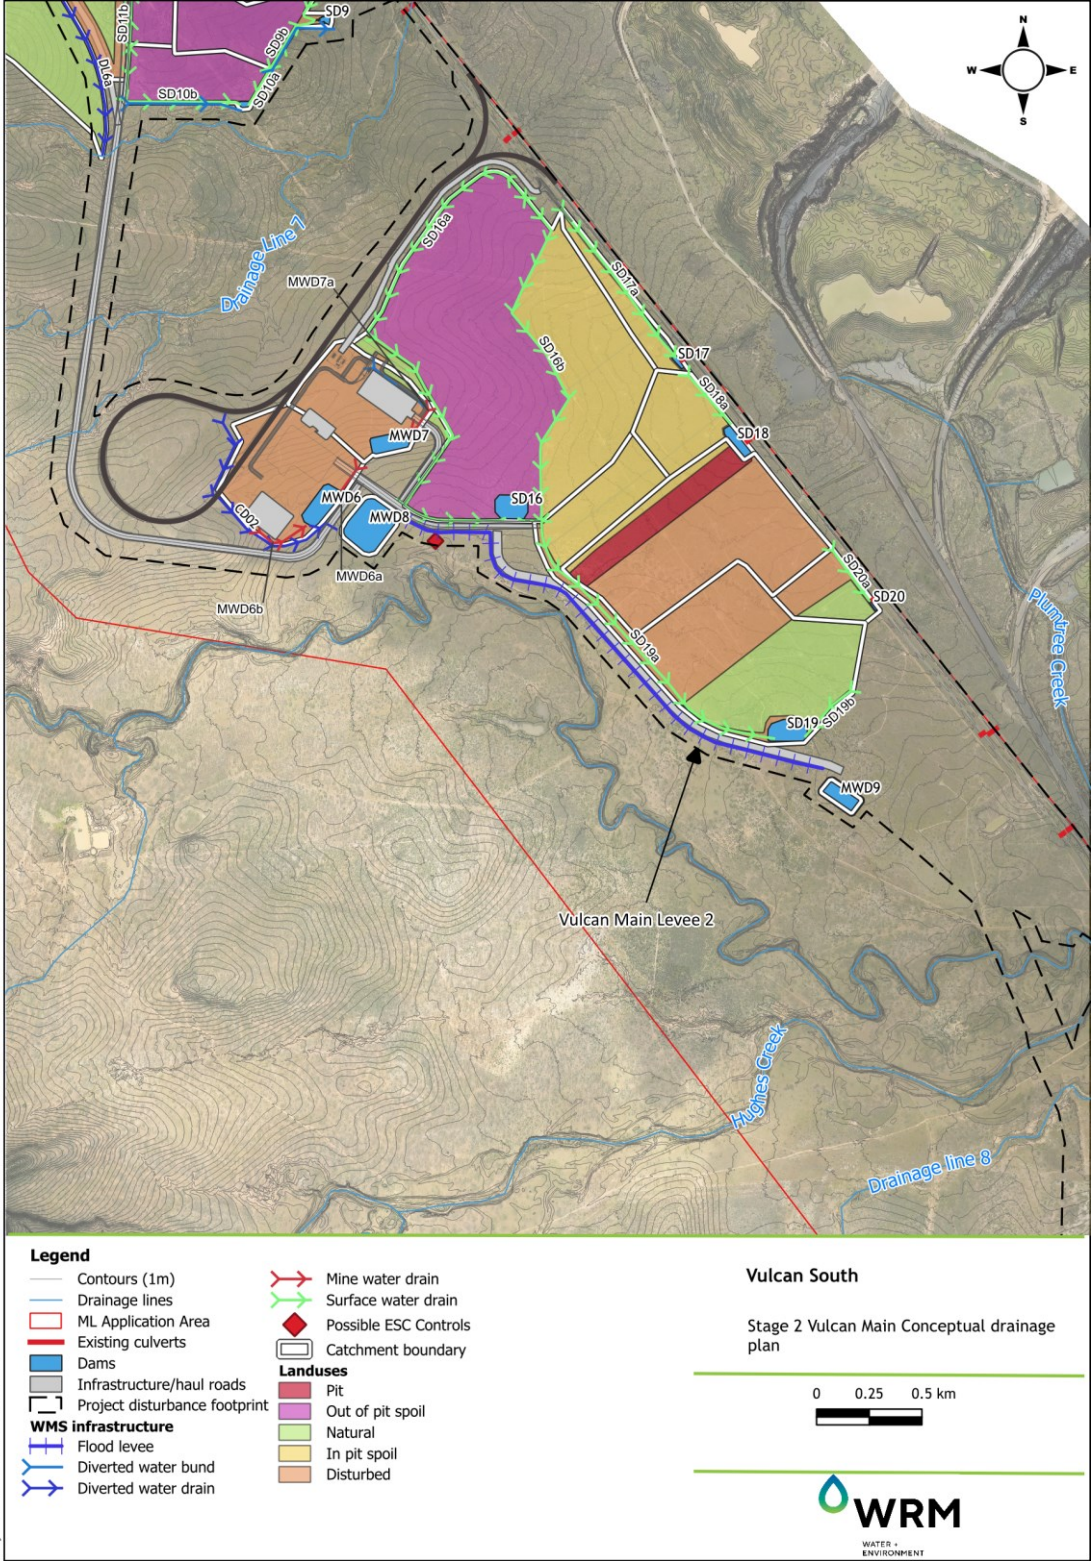 SD9
SD11b
SD9b
DL6a
SD10b
SD10a
N
W
E
S
Drainage Line 7
SD16a
MWD7a
SD17a
SD16b
SD17
SD18a
MWD7
SD18
MWD6
SD16
CD02
MWD8
MWD6a
SD20a
SD20
MWD6b
Plumtree Creek
SD19a
SD19b
SD19
MWD9
Vulcan Main Levee 2
Hughes Creek
Drainage line 8
Legend
Contours (1m)
Drainage lines
ML Application Area
Existing culverts
Dams
Infrastructure/haul roads
Project disturbance footprint
WMS infrastructure
Flood levee
Diverted water bund
Diverted water drain
Mine water drain
Surface water drain
Possible ESC Controls
Catchment boundary
Landuses
Pit
Out of pit spoil
Natural
In pit spoil
Disturbed
Vulcan South
Stage 2 Vulcan Main Conceptual drainage
plan
0 0.25 0.5 km
WRM
WATER +
ENVIRONMENT